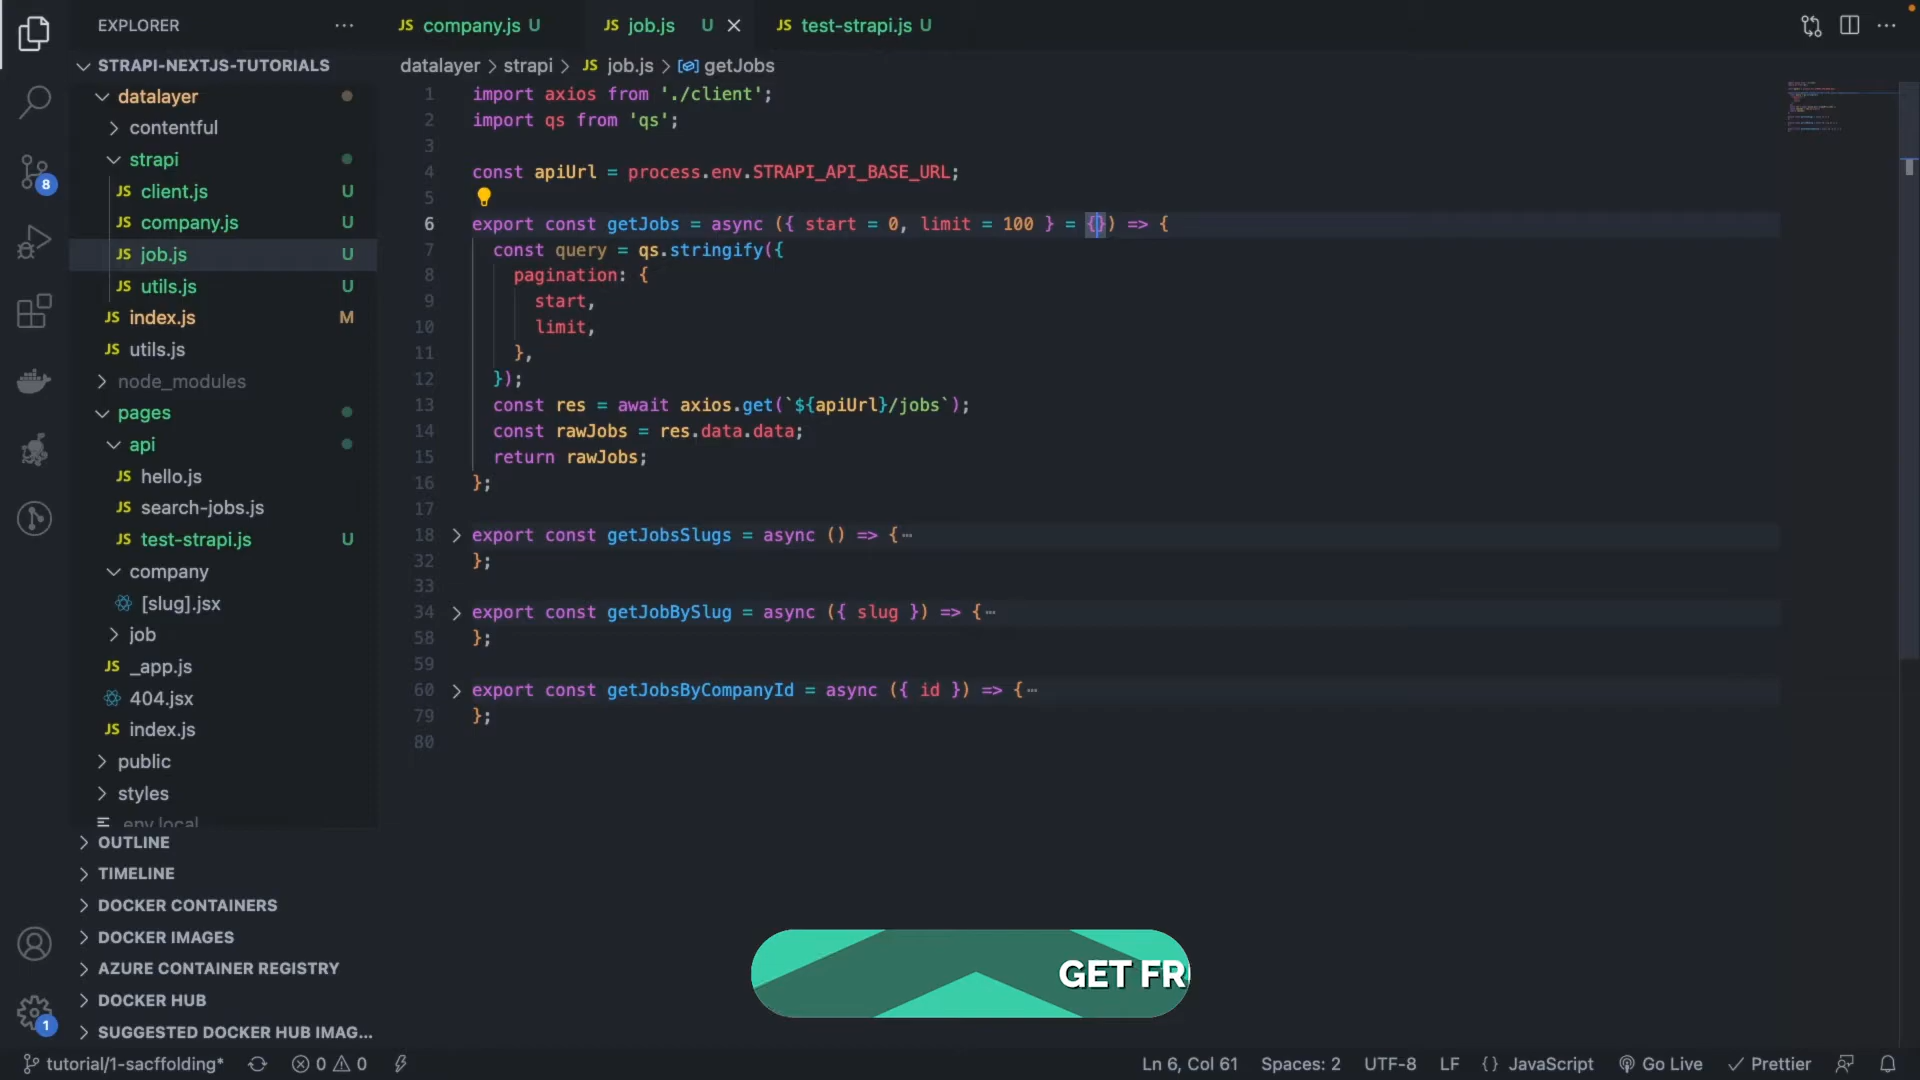 EXPLORER
STRAPI-NEXTJS-TUTORIALS
datalayer
contentful
strapi
JS client.js U
JS company.js U
JS job.js U
JS utils.js U
JS index.js M
JS utils.js
node_modules
pages
api
JS hello.js
JS search-jobs.js
JS test-strapi.js U
company
[slug].jsx
job
JS _app.js
404.jsx
JS index.js
public
styles
.env.local
OUTLINE
TIMELINE
DOCKER CONTAINERS
DOCKER IMAGES
AZURE CONTAINER REGISTRY
DOCKER HUB
SUGGESTED DOCKER HUB IMAG...
8
1
JS company.js U JS job.js U JS test-strapi.js U
datalayer > strapi > JS job.js > getJobs
1 import axios from './client';
2 import qs from 'qs';
3
4 const apiUrl = process.env.STRAPI_API_BASE_URL;
5
6 export const getJobs = async ({ start = 0, limit = 100 } = {}) => {
7 const query = qs.stringify({
8 pagination: {
9 start,
10 limit,
11 },
12 });
13 const res = await axios.get(`${apiUrl}/jobs`);
14 const rawJobs = res.data.data;
15 return rawJobs;
16 };
17
18 export const getJobsSlugs = async () => {⋯
32 };
33
34 export const getJobBySlug = async ({ slug }) => {⋯
58 };
59
60 export const getJobsByCompanyId = async ({ id }) => {⋯
79 };
80
GET FR
tutorial/1-sacffolding* 0 0 Ln 6, Col 61 Spaces: 2 UTF-8 LF {} JavaScript Go Live Prettier